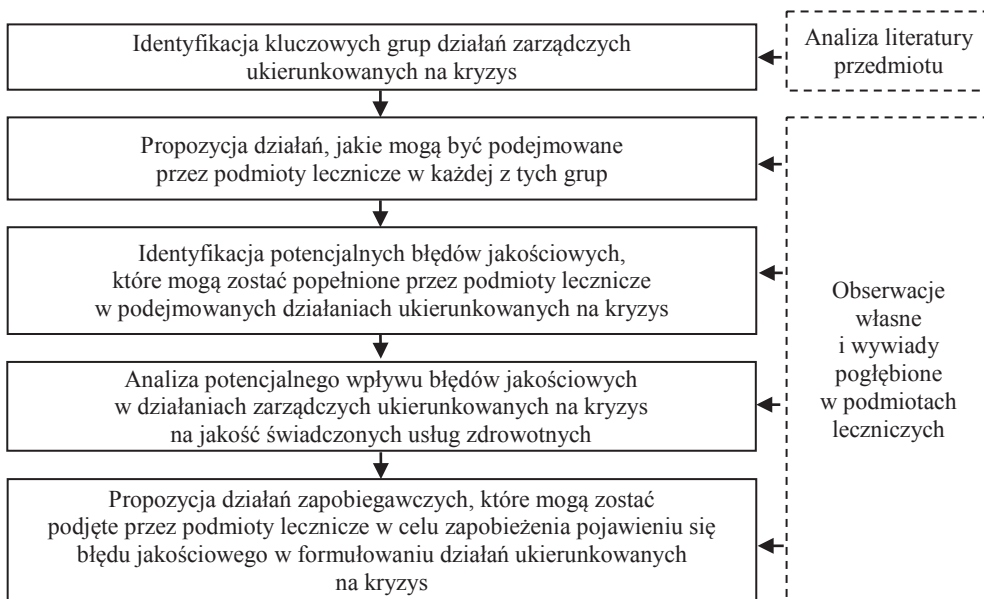 Identyfikacja kluczowych grup działań zarządczych
ukierunkowanych na kryzys
Analiza literatury
przedmiotu
Propozycja działań, jakie mogą być podejmowane
przez podmioty lecznicze w każdej z tych grup
Identyfikacja potencjalnych błędów jakościowych,
które mogą zostać popełnione przez podmioty lecznicze
w podejmowanych działaniach ukierunkowanych na kryzys
Analiza potencjalnego wpływu błędów jakościowych
w działaniach zarządczych ukierunkowanych na kryzys
na jakość świadczonych usług zdrowotnych
Propozycja działań zapobiegawczych, które mogą zostać
podjęte przez podmioty lecznicze w celu zapobieżenia pojawieniu się
błędu jakościowego w formułowaniu działań ukierunkowanych
na kryzys
Obserwacje
własne
i wywiady
pogłębione
w podmiotach
leczniczych